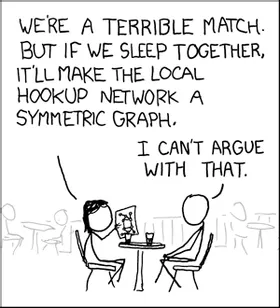 WE'RE A TERRIBLE MATCH.
BUT IF WE SLEEP TOGETHER,
IT'LL MAKE THE LOCAL
HOOKUP NETWORK A
SYMMETRIC GRAPH.
I CAN'T ARGUE
WITH THAT.